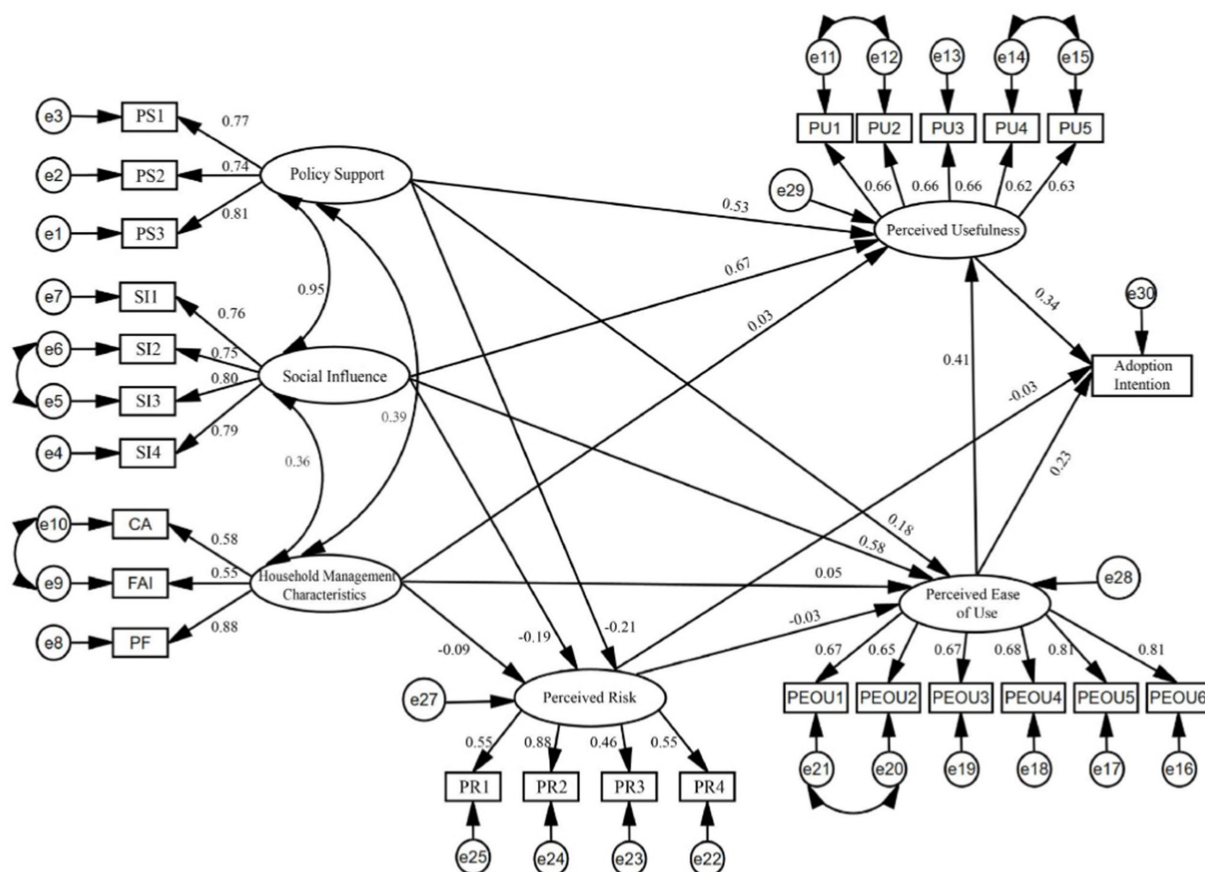 e11
e12
e13
e14
e15
e3
PS1
0.77
PU1
PU2
PU3
PU4
PU5
e2
PS2
0.74
Policy Support
0.66
0.66
0.66
0.62
0.63
e29
e1
PS3
0.81
0.53
Perceived Usefulness
e7
SI1
0.76
0.95
0.67
0.34
e30
e6
SI2
0.75
0.03
e5
SI3
0.80
Social Influence
0.41
Adoption
Intention
-0.03
e4
SI4
0.79
0.39
0.36
0.23
e10
CA
0.58
0.18
0.58
e9
FAI
0.55
Household Management
Characteristics
0.05
Perceived Ease
of Use
e28
e8
PF
0.88
-0.09
-0.19
-0.21
-0.03
0.67
0.65
0.67
0.68
0.81
0.81
e27
Perceived Risk
PEOU1
PEOU2
PEOU3
PEOU4
PEOU5
PEOU6
0.55
0.88
0.46
0.55
e21
e20
e19
e18
e17
e16
PR1
PR2
PR3
PR4
e25
e24
e23
e22